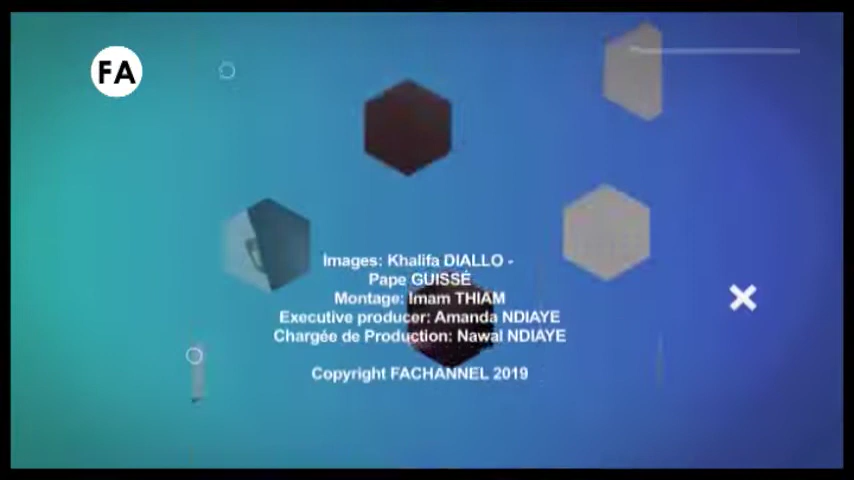 FA
Images: Khalifa DIALLO -
Pape GUISSÉ
Montage: Imam THIAM
Executive producer: Amanda NDIAYE
Chargée de Production: Nawal NDIAYE
Copyright FACHANNEL 2019